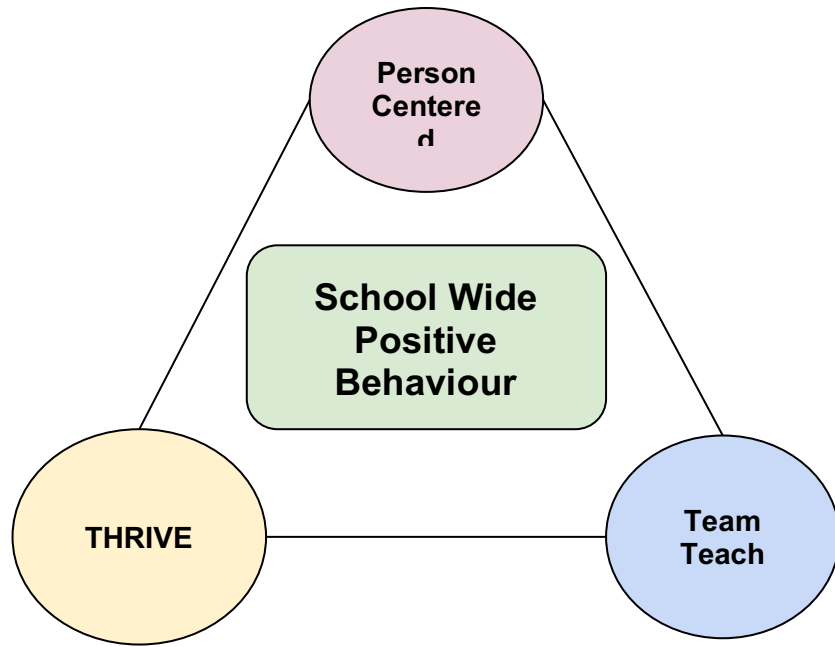 Person
Centere
d
School Wide
Positive
Behaviour
THRIVE
Team
Teach